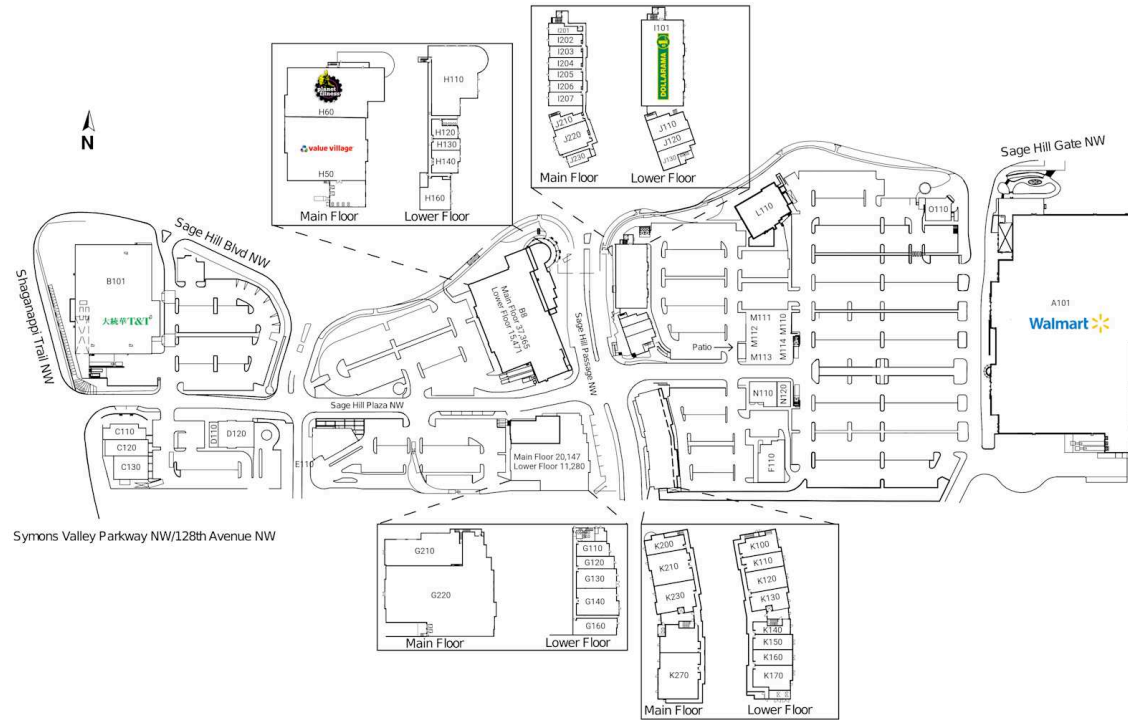 I201
I202
I203
I204
I205
I206
I207
J210
J220
J230
Main Floor
I101
DOLLARAMA
J110
J120
J130
Lower Floor
planet fitness
H60
value village
H50
Main Floor
H110
H120
H130
H140
H160
Lower Floor
N
Sage Hill Gate NW
Sage Hill Blvd NW
Shaganappi Trail NW
B101
大統華T&T
B8
Main Floor 37,365
Lower Floor 15,471
Sage Hill Passage NW
L110
O110
M111
M110
M112
M114
M113
Patio
A101
Walmart
N110
N120
F110
Sage Hill Plaza NW
C110
C120
C130
D110
D120
E110
Main Floor 20,147
Lower Floor 11,280
Symons Valley Parkway NW/128th Avenue NW
G210
G220
Main Floor
G110
G120
G130
G140
G160
Lower Floor
K200
K210
K230
K270
Main Floor
K100
K110
K120
K130
K140
K150
K160
K170
Lower Floor